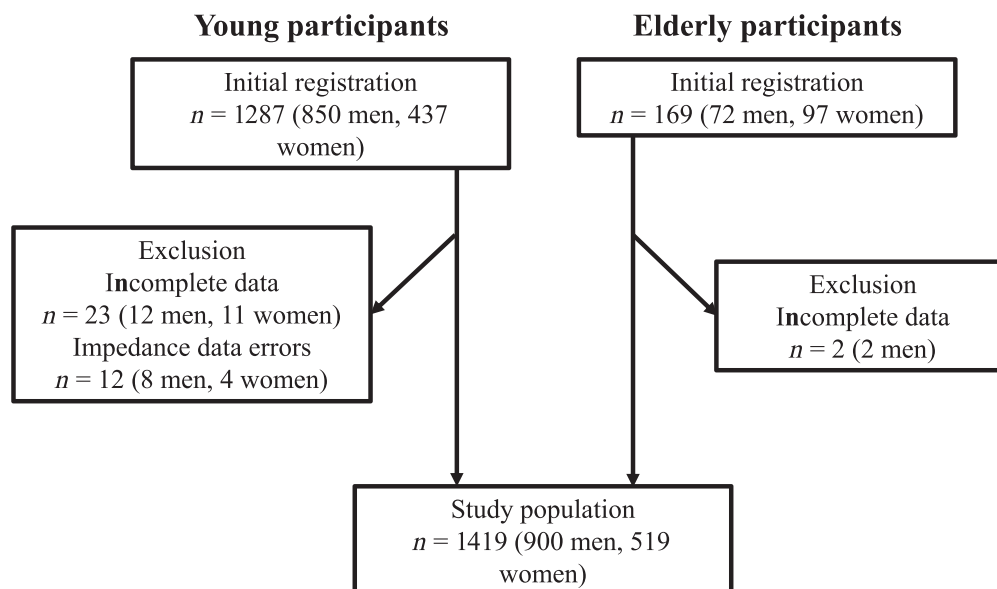 Young participants
Initial registration
n = 1287 (850 men, 437
women)
Exclusion
Incomplete data
n = 23 (12 men, 11 women)
Impedance data errors
n = 12 (8 men, 4 women)
Elderly participants
Initial registration
n = 169 (72 men, 97 women)
Exclusion
Incomplete data
n = 2 (2 men)
Study population
n = 1419 (900 men, 519
women)